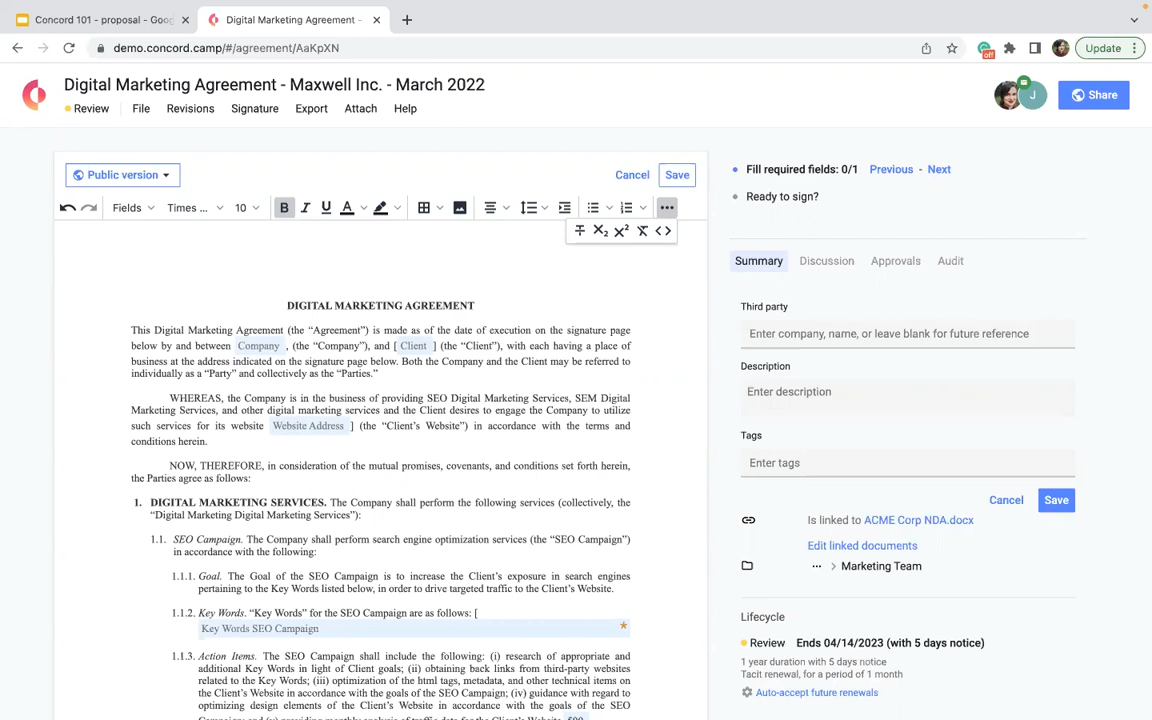 Concord 101 - proposal - Goo
Digital Marketing Agreement -
demo.concord.camp/#/agreement/AaKpXN
off
Update
Digital Marketing Agreement - Maxwell Inc. - March 2022
Review File Revisions Signature Export Attach Help
J
Share
Public version
Cancel Save
Fields Times ... 10 B I U A
DIGITAL MARKETING AGREEMENT
This Digital Marketing Agreement (the “Agreement”) is made as of the date of execution on the signature page
below by and between Company , (the “Company”), and [ Client ] (the “Client”), with each having a place of
business at the address indicated on the signature page below. Both the Company and the Client may be referred to
individually as a “Party” and collectively as the “Parties.”
WHEREAS, the Company is in the business of providing SEO Digital Marketing Services, SEM Digital
Marketing Services, and other digital marketing services and the Client desires to engage the Company to utilize
such services for its website Website Address ] (the “Client’s Website”) in accordance with the terms and
conditions herein.
NOW, THEREFORE, in consideration of the mutual promises, covenants, and conditions set forth herein,
the Parties agree as follows:
1. DIGITAL MARKETING SERVICES. The Company shall perform the following services (collectively, the
“Digital Marketing Digital Marketing Services”):
1.1. SEO Campaign. The Company shall perform search engine optimization services (the “SEO Campaign”)
in accordance with the following:
1.1.1. Goal. The Goal of the SEO Campaign is to increase the Client’s exposure in search engines
pertaining to the Key Words listed below, in order to drive targeted traffic to the Client’s Website.
1.1.2. Key Words. “Key Words” for the SEO Campaign are as follows: [
Key Words SEO Campaign
1.1.3. Action Items. The SEO Campaign shall include the following: (i) research of appropriate and
additional Key Words in light of Client goals; (ii) obtaining back links from third-party websites
related to the Key Words; (iii) optimization of the html tags, metadata, and other technical items on
the Client’s Website in accordance with the goals of the SEO Campaign; (iv) guidance with regard to
optimizing design elements of the Client’s Website in accordance with the goals of the SEO
Campaign; and (v) providing monthly analysis of traffic data for the Client’s Website. 500
Fill required fields: 0/1 Previous - Next
Ready to sign?
Summary Discussion Approvals Audit
Third party
Enter company, name, or leave blank for future reference
Description
Enter description
Tags
Enter tags
Cancel Save
Is linked to ACME Corp NDA.docx
Edit linked documents
... > Marketing Team
Lifecycle
Review Ends 04/14/2023 (with 5 days notice)
1 year duration with 5 days notice
Tacit renewal, for a period of 1 month
Auto-accept future renewals